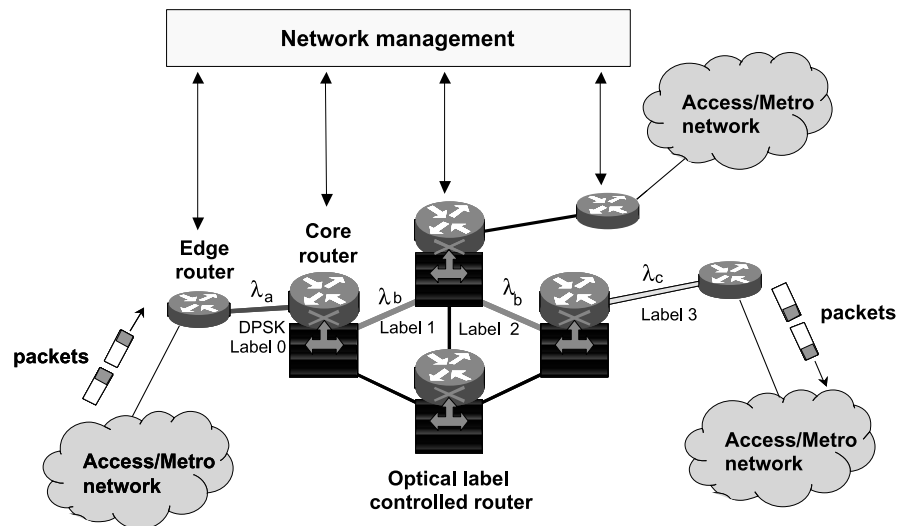 Network management
Access/Metro
network
Edge
router
Core
router
λa
λb
λb
λc
DPSK
Label 0
Label 1
Label 2
Label 3
packets
packets
Access/Metro
network
Optical label
controlled router
Access/Metro
network